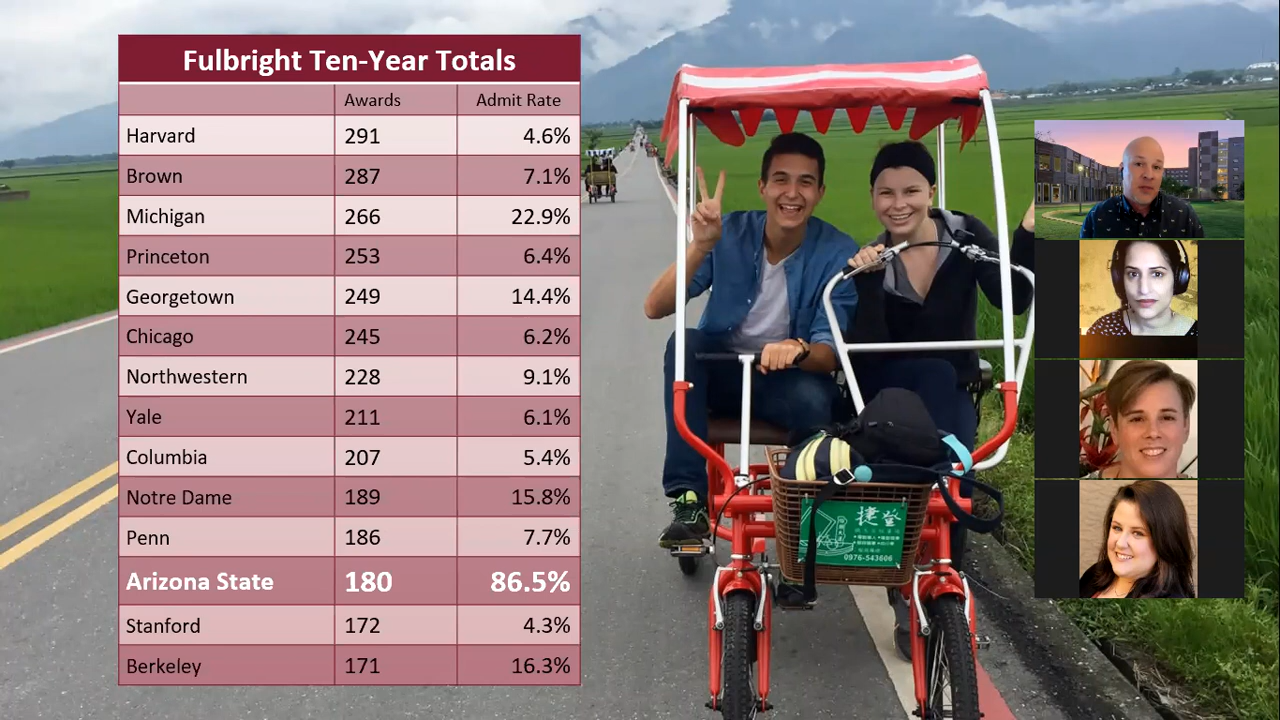 Fulbright Ten-Year Totals
Awards Admit Rate
Harvard 291 4.6%
Brown 287 7.1%
Michigan 266 22.9%
Princeton 253 6.4%
Georgetown 249 14.4%
Chicago 245 6.2%
Northwestern 228 9.1%
Yale 211 6.1%
Columbia 207 5.4%
Notre Dame 189 15.8%
Penn 186 7.7%
Arizona State 180 86.5%
Stanford 172 4.3%
Berkeley 171 16.3%
捷登
0976-543606